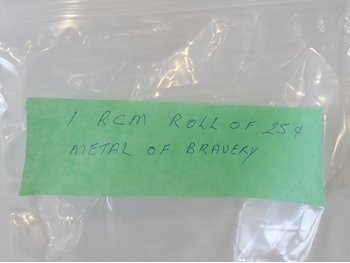 1 RCM ROLL OF 25¢
METAL OF BRAVERY